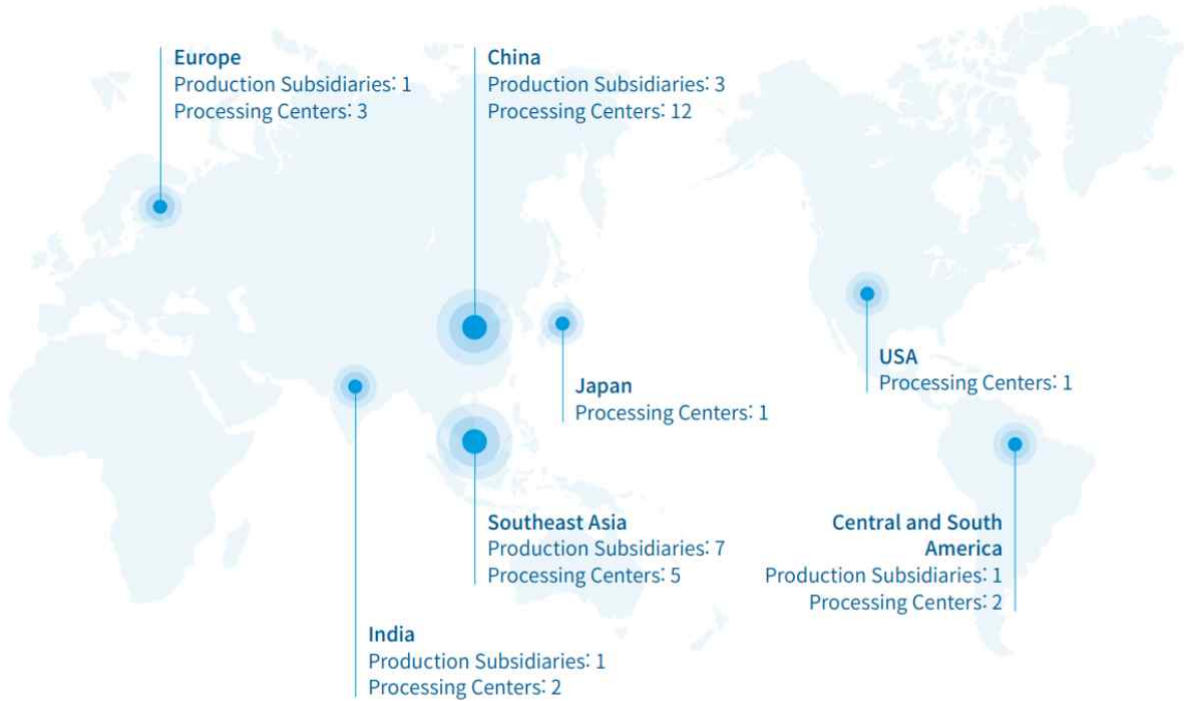 Europe
Production Subsidiaries: 1
Processing Centers: 3
China
Production Subsidiaries: 3
Processing Centers: 12
Japan
Processing Centers: 1
USA
Processing Centers: 1
Southeast Asia
Production Subsidiaries: 7
Processing Centers: 5
Central and South
America
Production Subsidiaries: 1
Processing Centers: 2
India
Production Subsidiaries: 1
Processing Centers: 2